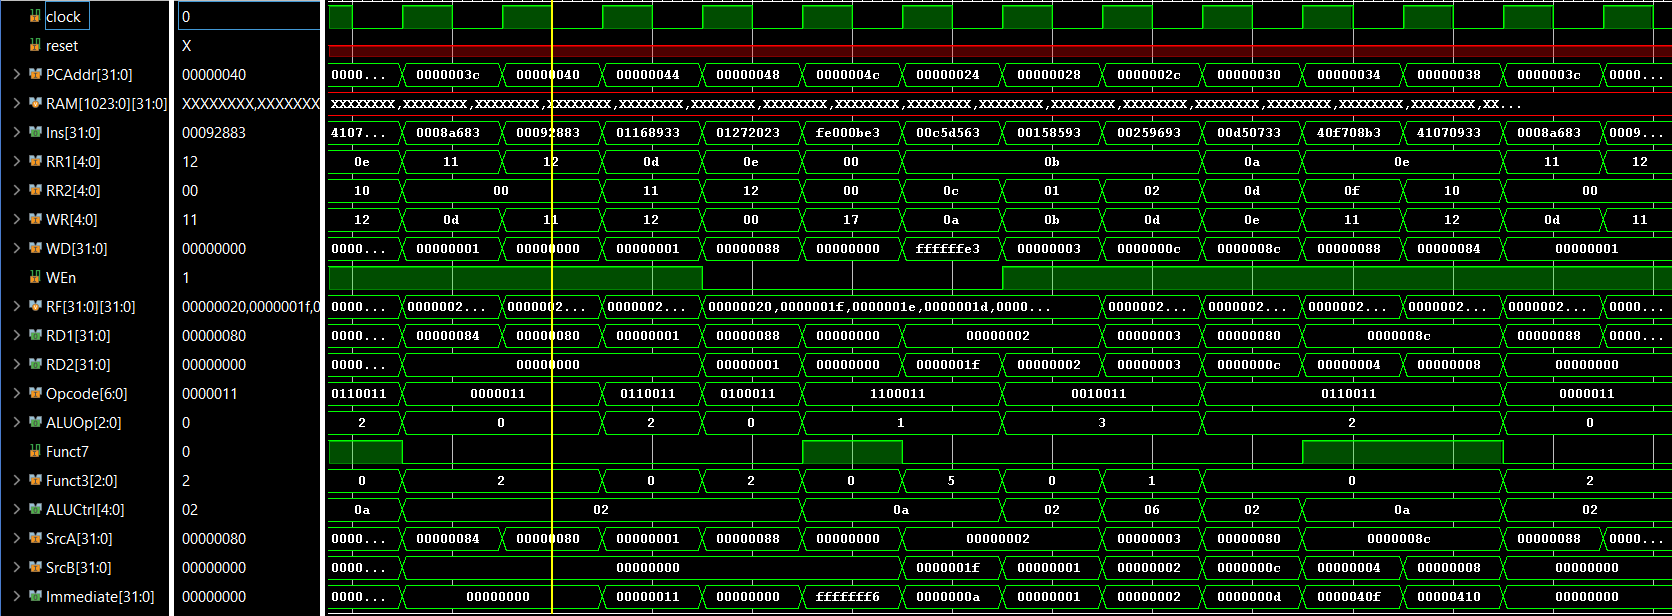 clock 0
reset X
PCAddr[31:0] 00000040 0000... 0000003c 00000040 00000044 00000048 0000004c 00000024 00000028 0000002c 00000030 00000034 00000038 0000003c 0000...
RAM[1023:0][31:0] XXXXXXXX,XXXXXXX XXXXXXXX,XXXXXXXX,XXXXXXXX,XXXXXXXX,XXXXXXXX,XXXXXXXX,XXXXXXXX,XXXXXXXX,XXXXXXXX,XXXXXXXX,XXXXXXXX,XXXXXXXX,XXXXXXXX,XXXXXXXX,XXXXXXXX,XXXXXXXX,XX...
Ins[31:0] 00092883 4107... 0008a683 00092883 01168933 01272023 fe000be3 00c5d563 00158593 00259693 00d50733 40f708b3 41070933 0008a683 0009...
RR1[4:0] 12 0e 11 12 0d 0e 00 0b 0a 0e 11 12
RR2[4:0] 00 10 00 11 12 00 0c 01 02 0d 0f 10 00
WR[4:0] 11 12 0d 11 12 00 17 0a 0b 0d 0e 11 12 0d 11
WD[31:0] 00000000 0000... 00000001 00000000 00000001 00000088 00000000 ffffffe3 00000003 0000000c 0000008c 00000088 00000084 00000001
WEn 1
RF[31:0][31:0] 00000020,0000001f,0 0000... 0000002... 0000002... 0000002... 00000020,0000001f,0000001e,0000001d,0000... 0000002... 0000002... 0000002... 0000002... 0000002... 0000...
RD1[31:0] 00000080 0000... 00000084 00000080 00000001 00000088 00000000 00000002 00000003 00000080 0000008c 00000088 0000...
RD2[31:0] 00000000 0000... 00000000 00000001 00000000 0000001f 00000002 00000003 0000000c 00000004 00000008 00000000
Opcode[6:0] 0000011 0110011 0000011 0110011 0100011 1100011 0010011 0110011 0000011
ALUOp[2:0] 0 2 0 2 0 1 3 2 0
Funct7 0
Funct3[2:0] 2 0 2 0 2 0 5 0 1 0 2
ALUCtrl[4:0] 02 0a 02 0a 02 06 02 0a 02
SrcA[31:0] 00000080 0000... 00000084 00000080 00000001 00000088 00000000 00000002 00000003 00000080 0000008c 00000088 0000...
SrcB[31:0] 00000000 0000... 00000000 0000001f 00000001 00000002 0000000c 00000004 00000008 00000000
Immediate[31:0] 00000000 0000... 00000000 00000011 00000000 fffffff6 0000000a 00000001 00000002 0000000d 0000040f 00000410 00000000